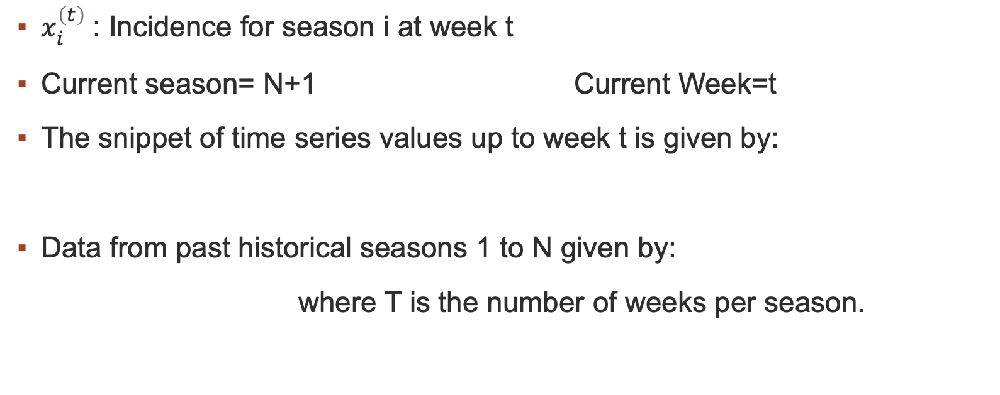 ▪ x_i^(t) : Incidence for season i at week t
▪ Current season= N+1 Current Week=t
▪ The snippet of time series values up to week t is given by:
▪ Data from past historical seasons 1 to N given by:
where T is the number of weeks per season.